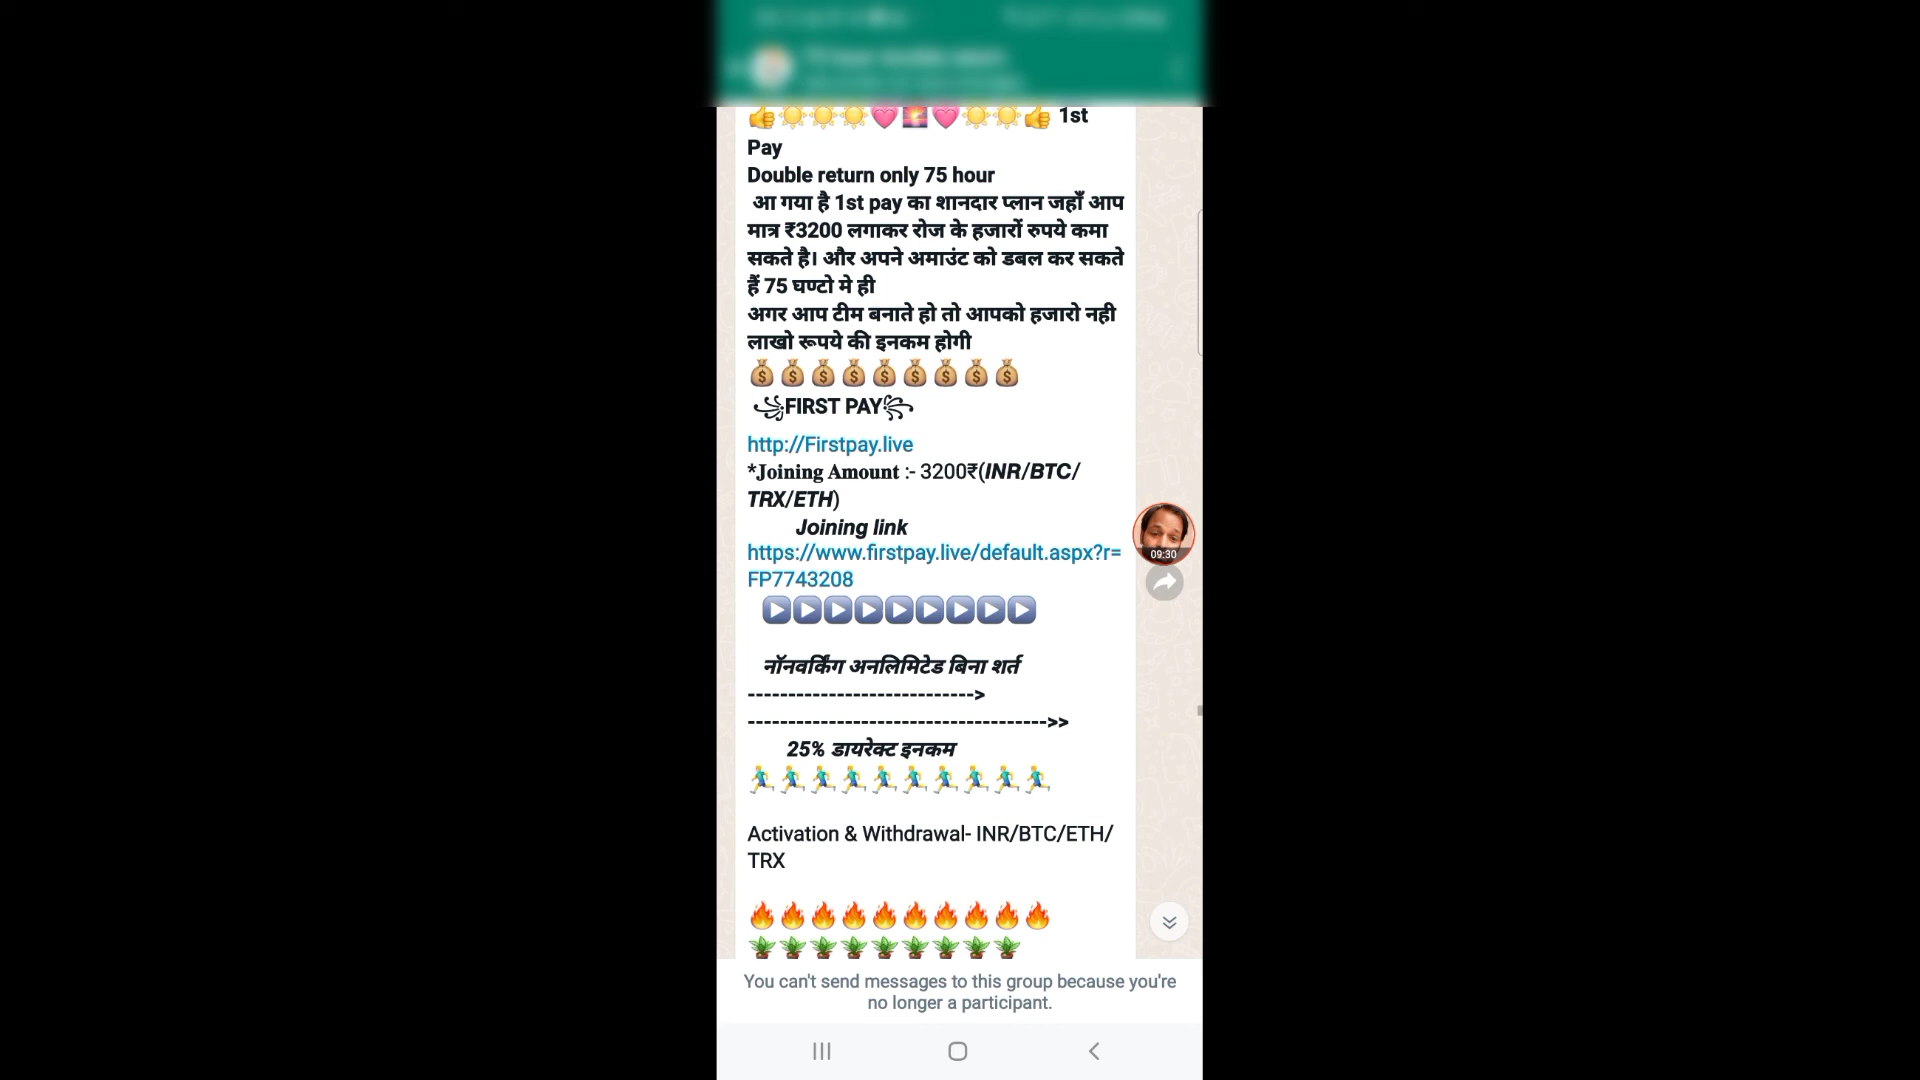 1st
Pay
Double return only 75 hour
आ गया है 1st pay का शानदार प्लान जहाँ आप
मात्र ₹3200 लगाकर रोज के हजारों रुपये कमा
सकते है। और अपने अमाउंट को डबल कर सकते
हैं 75 घण्टो मे ही
अगर आप टीम बनाते हो तो आपको हजारो नही
लाखो रूपये की इनकम होगी
꧁FIRST PAY꧂
http://Firstpay.live
*𝐉𝐨𝐢𝐧𝐢𝐧𝐠 𝐀𝐦𝐨𝐮𝐧𝐭 :- 3200₹(INR/BTC/
TRX/ETH)
Joining link
https://www.firstpay.live/default.aspx?r=
FP7743208
09:30
नॉनवर्किंग अनलिमिटेड बिना शर्त
---------------------------->
------------------------------------->>
25% डायरेक्ट इनकम
Activation & Withdrawal- INR/BTC/ETH/
TRX
You can't send messages to this group because you're
no longer a participant.